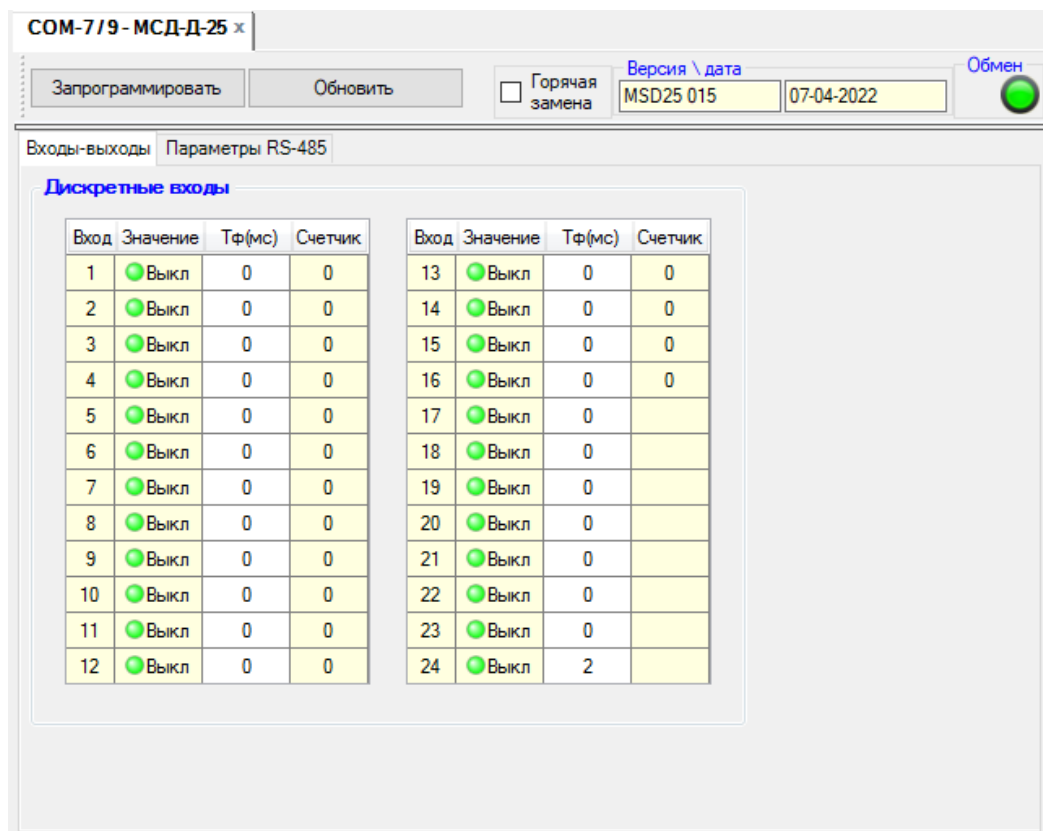 COM-7 / 9 - МСД-Д-25 x
Запрограммировать Обновить Горячая замена Версия \ дата MSD25 015 07-04-2022 Обмен
Входы-выходы Параметры RS-485
Дискретные входы
Вход Значение Тф(мс) Счетчик Вход Значение Тф(мс) Счетчик
1 Выкл 0 0 13 Выкл 0 0
2 Выкл 0 0 14 Выкл 0 0
3 Выкл 0 0 15 Выкл 0 0
4 Выкл 0 0 16 Выкл 0 0
5 Выкл 0 0 17 Выкл 0
6 Выкл 0 0 18 Выкл 0
7 Выкл 0 0 19 Выкл 0
8 Выкл 0 0 20 Выкл 0
9 Выкл 0 0 21 Выкл 0
10 Выкл 0 0 22 Выкл 0
11 Выкл 0 0 23 Выкл 0
12 Выкл 0 0 24 Выкл 2